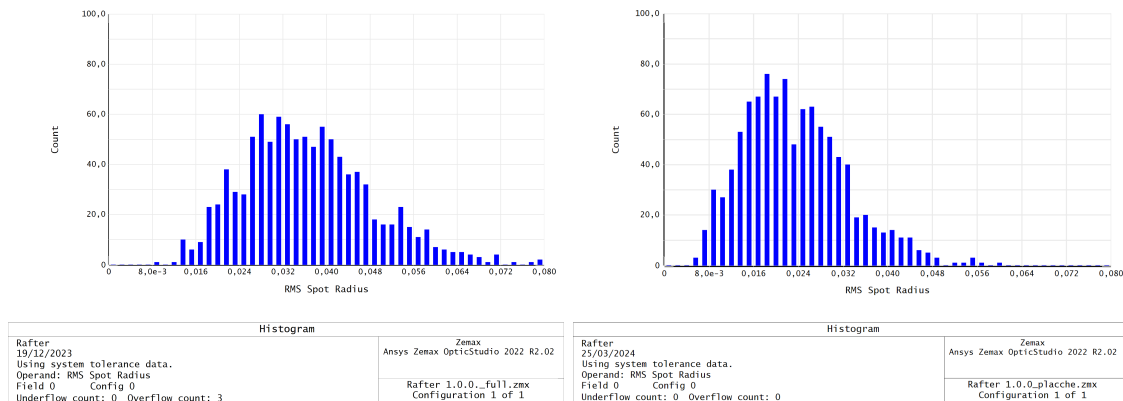 100,0
80,0
60,0
40,0
20,0
0
Count
0 8,0e-3 0,016 0,024 0,032 0,040 0,048 0,056 0,064 0,072 0,080
RMS Spot Radius
Histogram
Rafter
19/12/2023
Using system tolerance data.
Operand: RMS Spot Radius
Field 0 Config 0
Underflow count: 0 Overflow count: 3
Zemax
Ansys Zemax OpticStudio 2022 R2.02
Rafter 1.0.0._full.zmx
Configuration 1 of 1
100,0
80,0
60,0
40,0
20,0
0
Count
0 8,0e-3 0,016 0,024 0,032 0,040 0,048 0,056 0,064 0,072 0,080
RMS Spot Radius
Histogram
Rafter
25/03/2024
Using system tolerance data.
Operand: RMS Spot Radius
Field 0 Config 0
Underflow count: 0 Overflow count: 0
Zemax
Ansys Zemax OpticStudio 2022 R2.02
Rafter 1.0.0_placche.zmx
Configuration 1 of 1